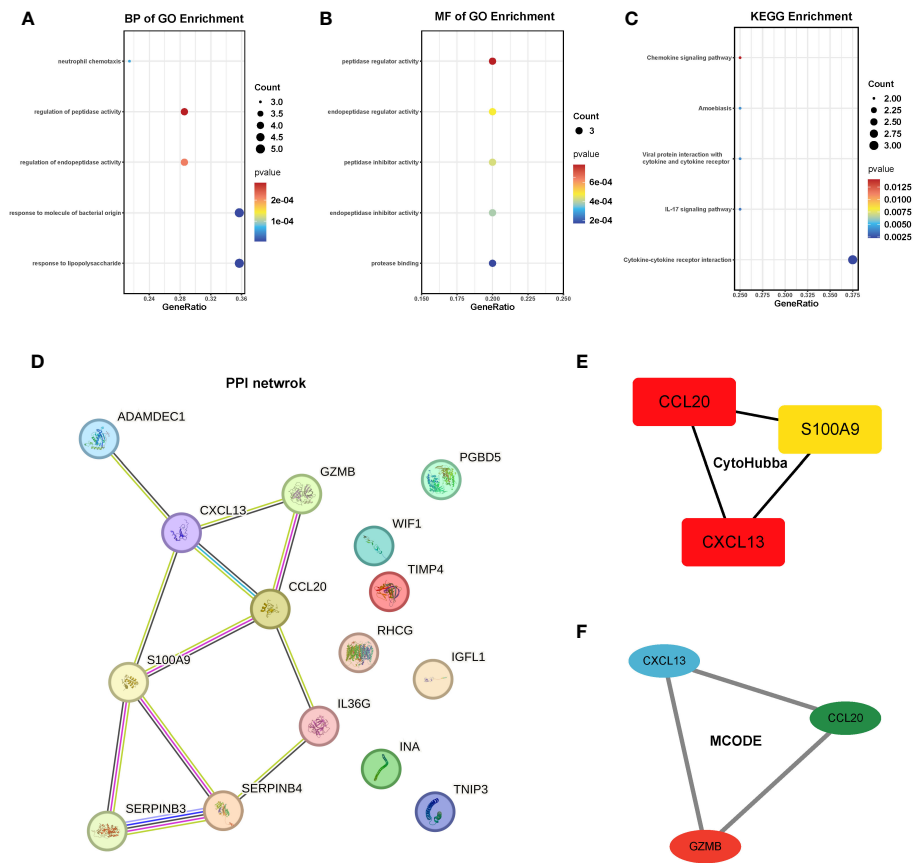 A
BP of GO Enrichment
neutrophil chemotaxis
regulation of peptidase activity
regulation of endopeptidase activity
response to molecule of bacterial origin
response to lipopolysaccharide
0.24
0.28
0.32
0.36
GeneRatio
Count
3.0
3.5
4.0
4.5
5.0
pvalue
2e-04
1e-04
B
MF of GO Enrichment
peptidase regulator activity
endopeptidase regulator activity
peptidase inhibitor activity
endopeptidase inhibitor activity
protease binding
0.150
0.175
0.200
0.225
0.250
GeneRatio
Count
3
pvalue
6e-04
4e-04
2e-04
C
KEGG Enrichment
Chemokine signaling pathway
Amoebiasis
Viral protein interaction with
cytokine and cytokine receptor
IL-17 signaling pathway
Cytokine-cytokine receptor interaction
0.250
0.275
0.300
0.325
0.350
0.375
GeneRatio
Count
2.00
2.25
2.50
2.75
3.00
pvalue
0.0125
0.0100
0.0075
0.0050
0.0025
D
PPI netwrok
ADAMDEC1
GZMB
PGBD5
CXCL13
WIF1
TIMP4
CCL20
RHCG
IGFL1
S100A9
IL36G
INA
SERPINB4
SERPINB3
TNIP3
E
CCL20
S100A9
CytoHubba
CXCL13
F
CXCL13
CCL20
MCODE
GZMB